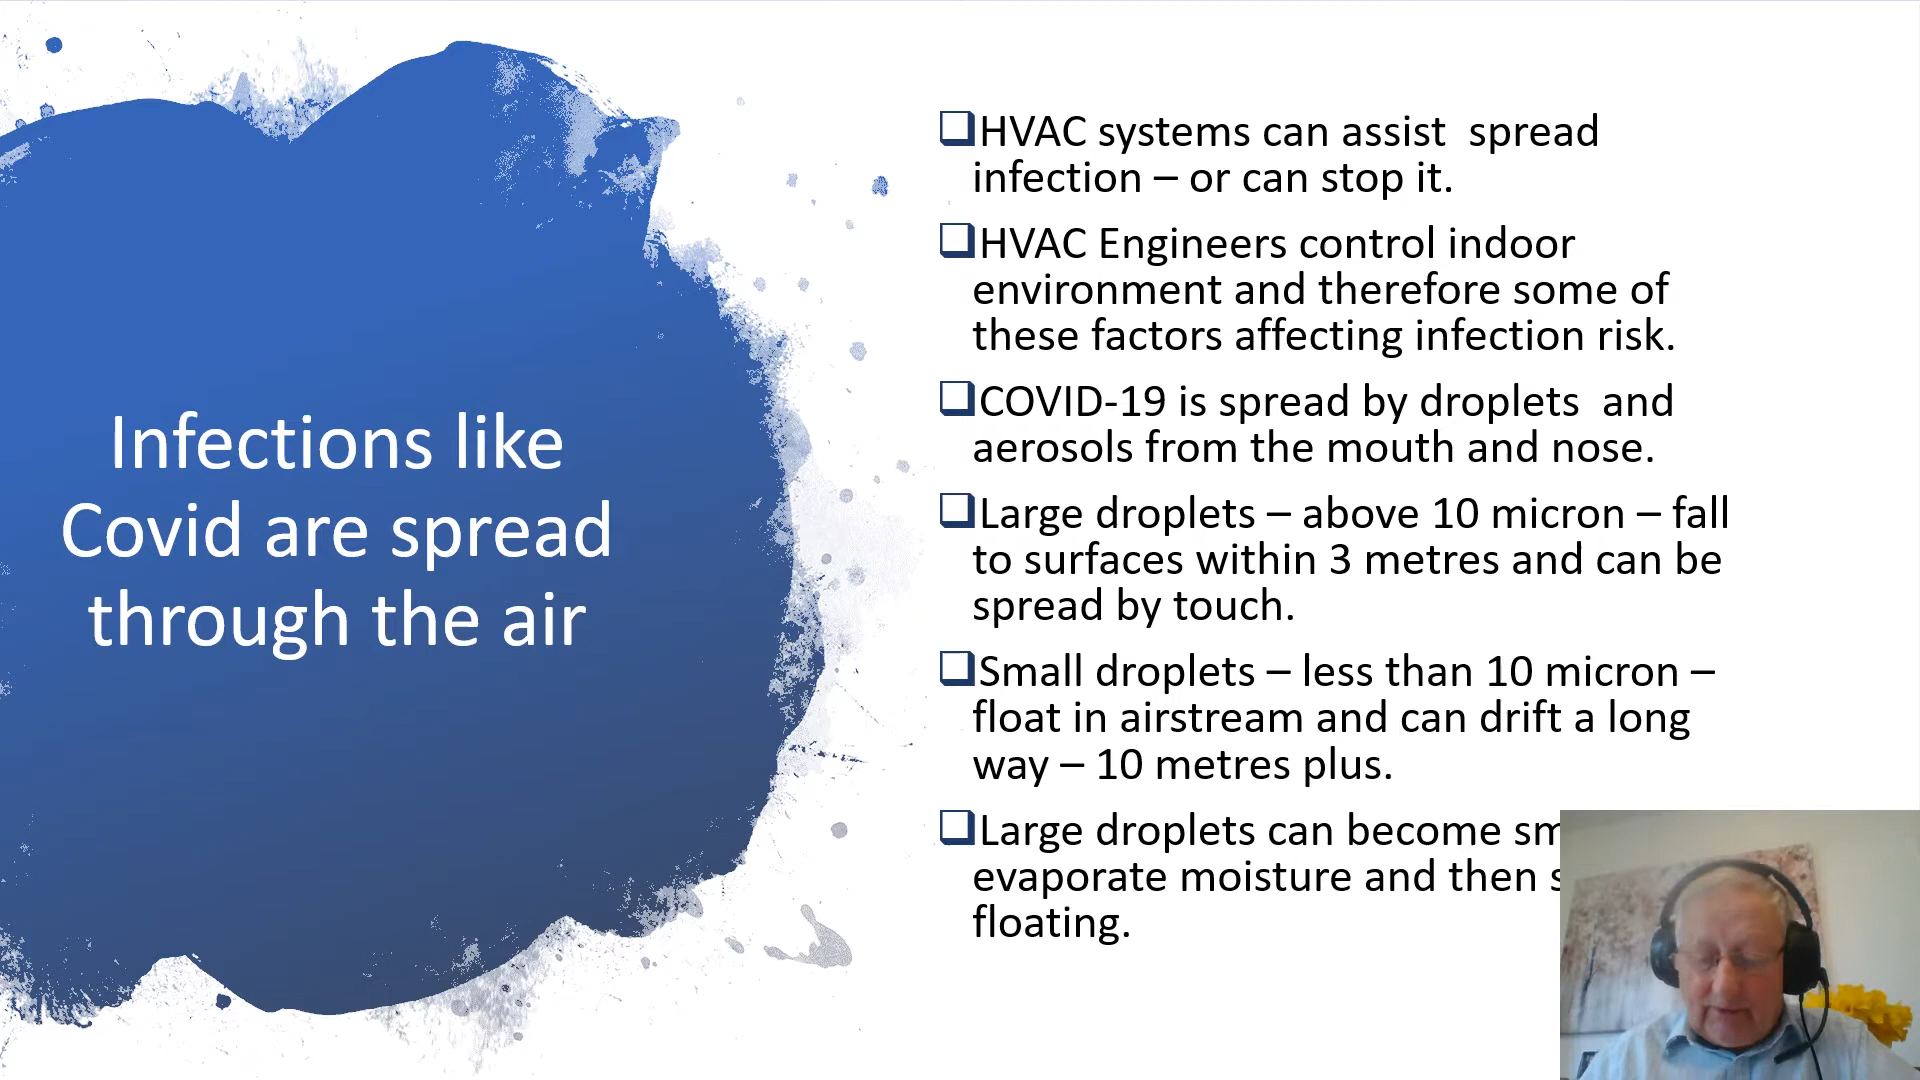 Infections like
Covid are spread
through the air
HVAC systems can assist  spread
infection – or can stop it.
HVAC Engineers control indoor
environment and therefore some of
these factors affecting infection risk.
COVID-19 is spread by droplets  and
aerosols from the mouth and nose.
Large droplets – above 10 micron – fall
to surfaces within 3 metres and can be
spread by touch.
Small droplets – less than 10 micron –
float in airstream and can drift a long
way – 10 metres plus.
Large droplets can become
evaporate moisture and then
floating.